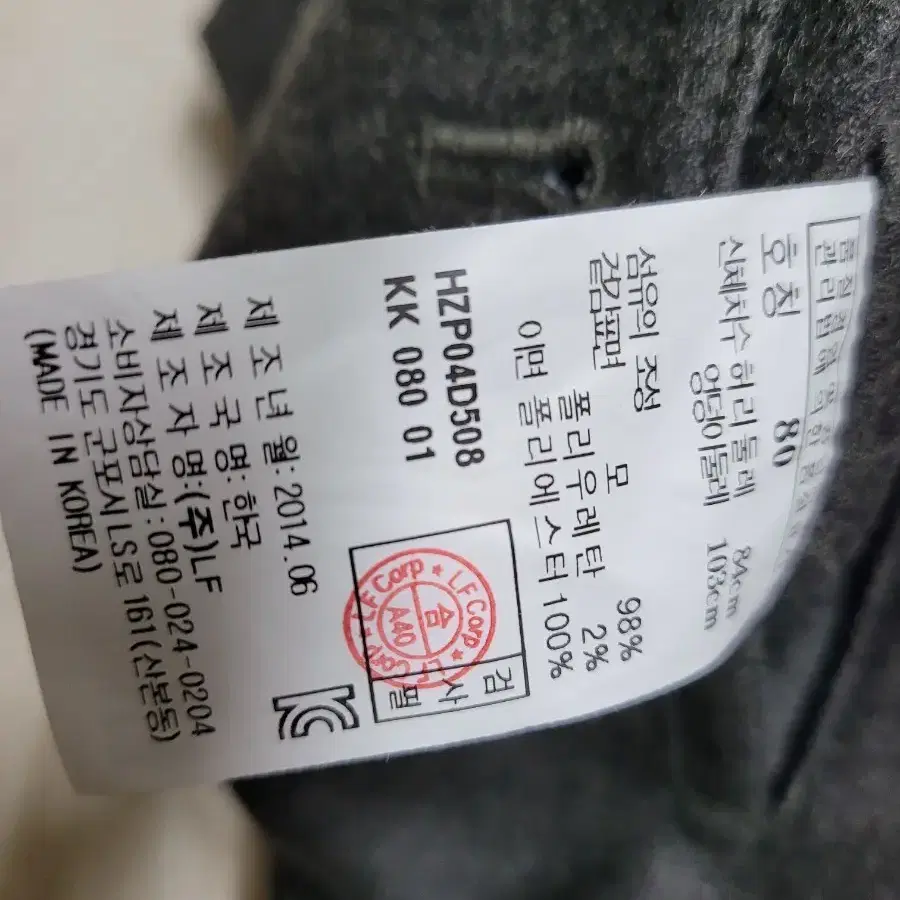 호칭 80
신체치수 허리둘레 84cm
엉덩이둘레 103cm
섬유의 조성
겉감표면 모 98%
폴리우레탄 2%
이면 폴리에스터 100%
HZP04D508
KK 080 01
검사필
LF Corp ★ LF Corp ★
A40
제조년월: 2014.06
제조국명: 한국
제조자명: (주)LF
소비자상담실: 080-024-0204
경기도 군포시 LS로 161(산본동)
(MADE IN KOREA)